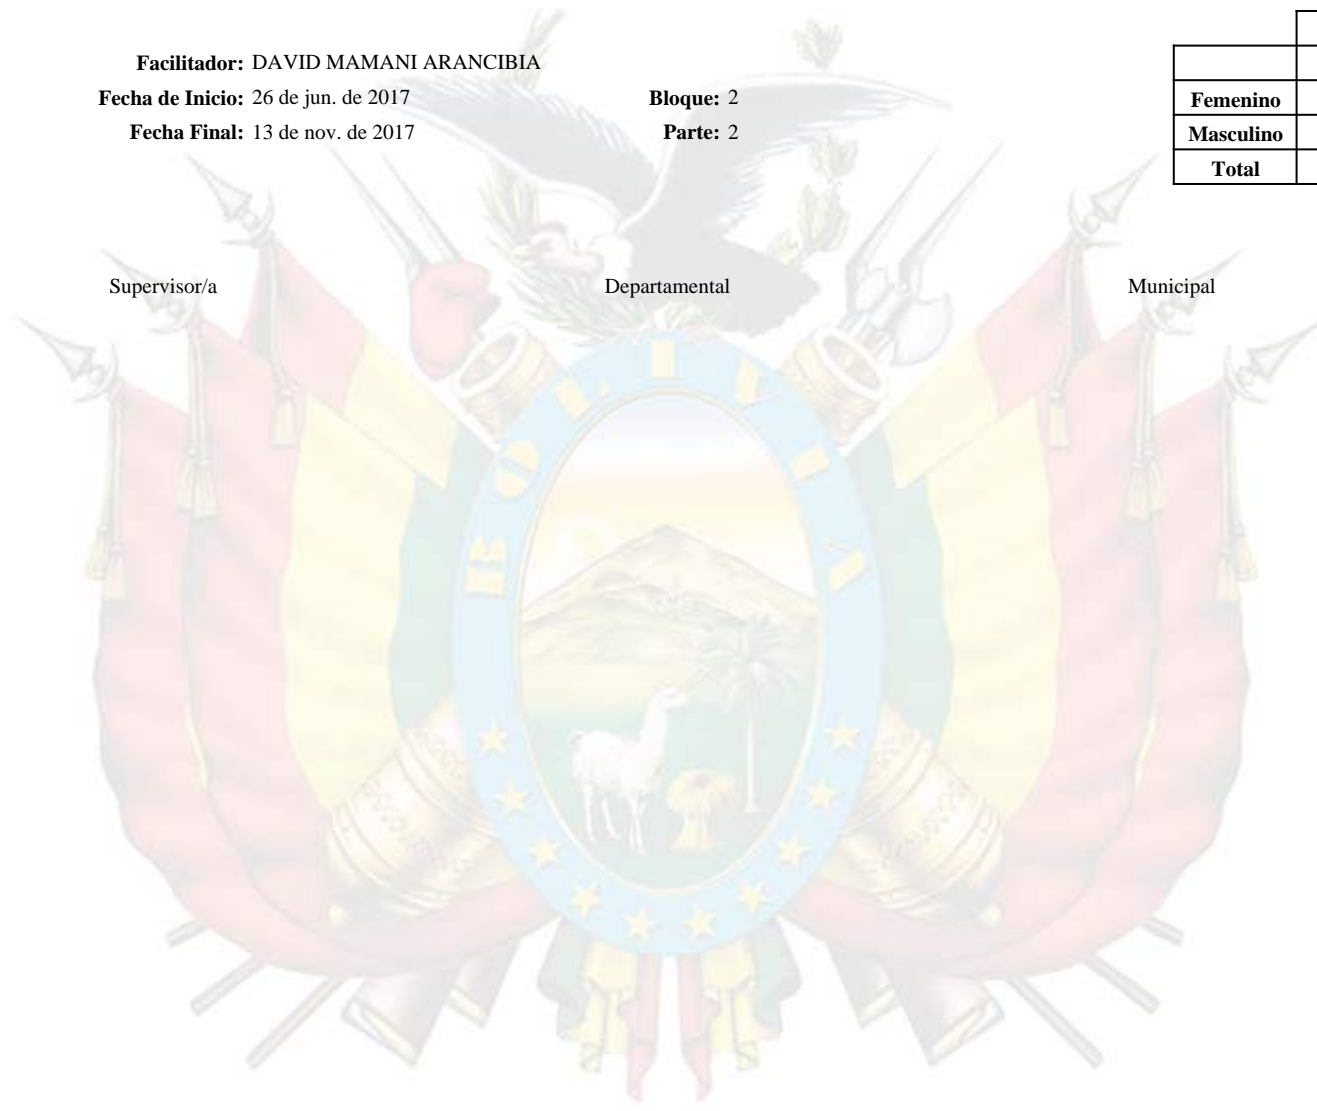 Facilitador: DAVID MAMANI ARANCIBIA
Fecha de Inicio: 26 de jun. de 2017 Bloque: 2
Fecha Final: 13 de nov. de 2017 Parte: 2
Femenino
Masculino
Total
Supervisor/a Departamental Municipal
BOLIVIA